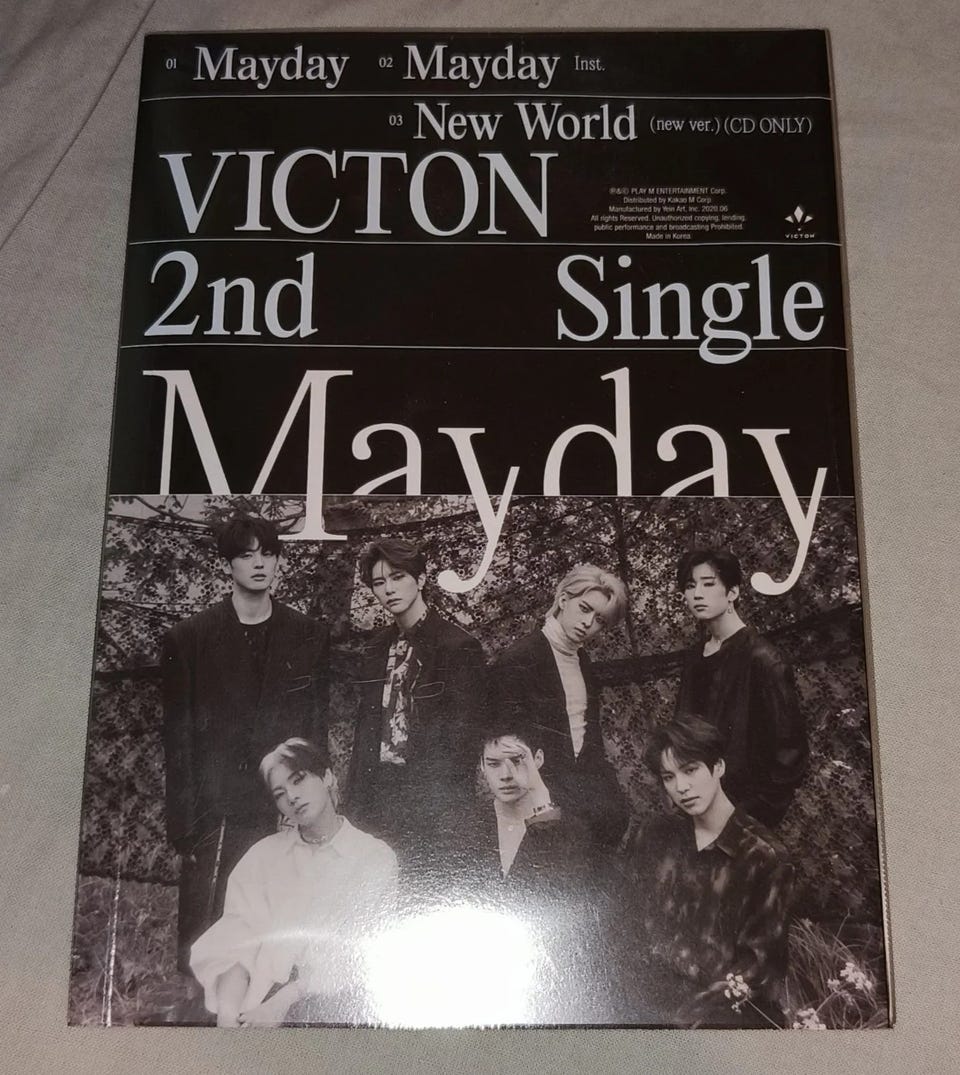 01 Mayday 02 Mayday Inst.
03 New World (new ver.) (CD ONLY)
VICTON
℗&© PLAY M ENTERTAINMENT Corp.
Distributed by Kakao M Corp.
Manufactured by Yein Art, Inc. 2020.06
All rights Reserved. Unauthorized copying, lending,
public performance and broadcasting Prohibited.
Made in Korea
VICTON
2nd Single
Mayday